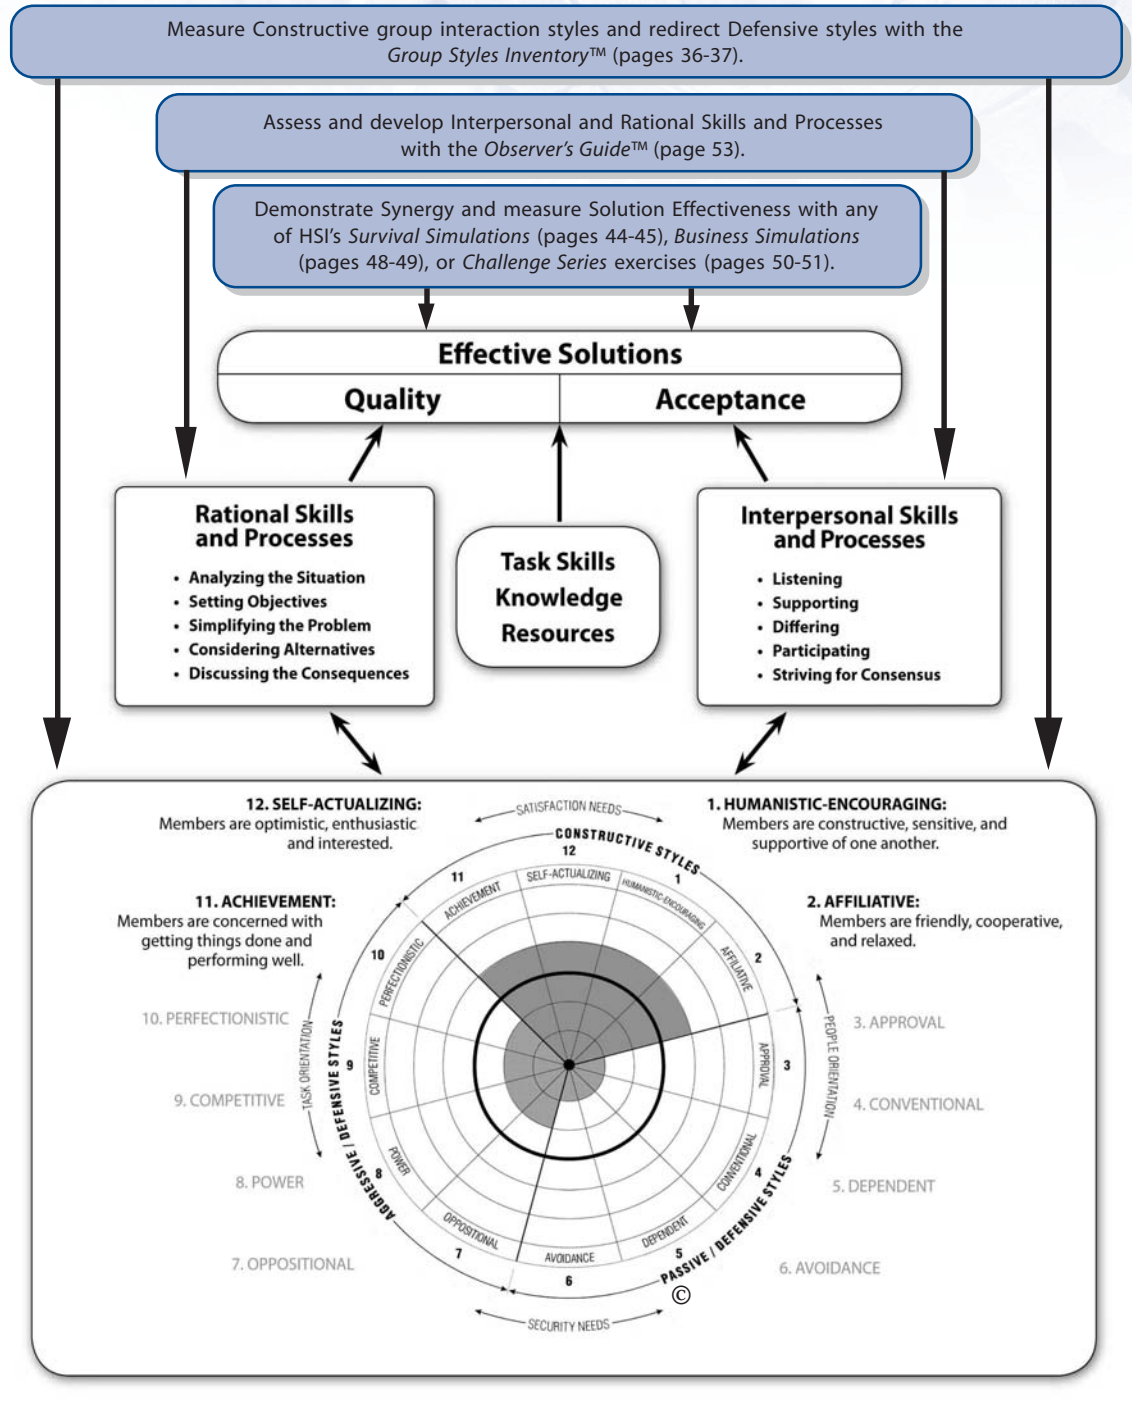 Measure Constructive group interaction styles and redirect Defensive styles with the
Group Styles Inventory™ (pages 36-37).
Assess and develop Interpersonal and Rational Skills and Processes
with the Observer's Guide™ (page 53).
Demonstrate Synergy and measure Solution Effectiveness with any
of HSI's Survival Simulations (pages 44-45), Business Simulations
(pages 48-49), or Challenge Series exercises (pages 50-51).
Effective Solutions
Quality
Acceptance
Rational Skills
and Processes
• Analyzing the Situation
• Setting Objectives
• Simplifying the Problem
• Considering Alternatives
• Discussing the Consequences
Task Skills
Knowledge
Resources
Interpersonal Skills
and Processes
• Listening
• Supporting
• Differing
• Participating
• Striving for Consensus
12. SELF-ACTUALIZING:
Members are optimistic, enthusiastic
and interested.
11. ACHIEVEMENT:
Members are concerned with
getting things done and
performing well.
10. PERFECTIONISTIC
9. COMPETITIVE
8. POWER
7. OPPOSITIONAL
1. HUMANISTIC-ENCOURAGING:
Members are constructive, sensitive, and
supportive of one another.
2. AFFILIATIVE:
Members are friendly, cooperative,
and relaxed.
3. APPROVAL
4. CONVENTIONAL
5. DEPENDENT
6. AVOIDANCE
SATISFACTION NEEDS
CONSTRUCTIVE STYLES
PEOPLE ORIENTATION
PASSIVE / DEFENSIVE STYLES
SECURITY NEEDS
AGGRESSIVE / DEFENSIVE STYLES
TASK ORIENTATION
12
SELF-ACTUALIZING
1
HUMANISTIC-ENCOURAGING
2
AFFILIATIVE
3
APPROVAL
4
CONVENTIONAL
5
DEPENDENT
6
AVOIDANCE
7
OPPOSITIONAL
8
POWER
9
COMPETITIVE
10
PERFECTIONISTIC
11
ACHIEVEMENT
©